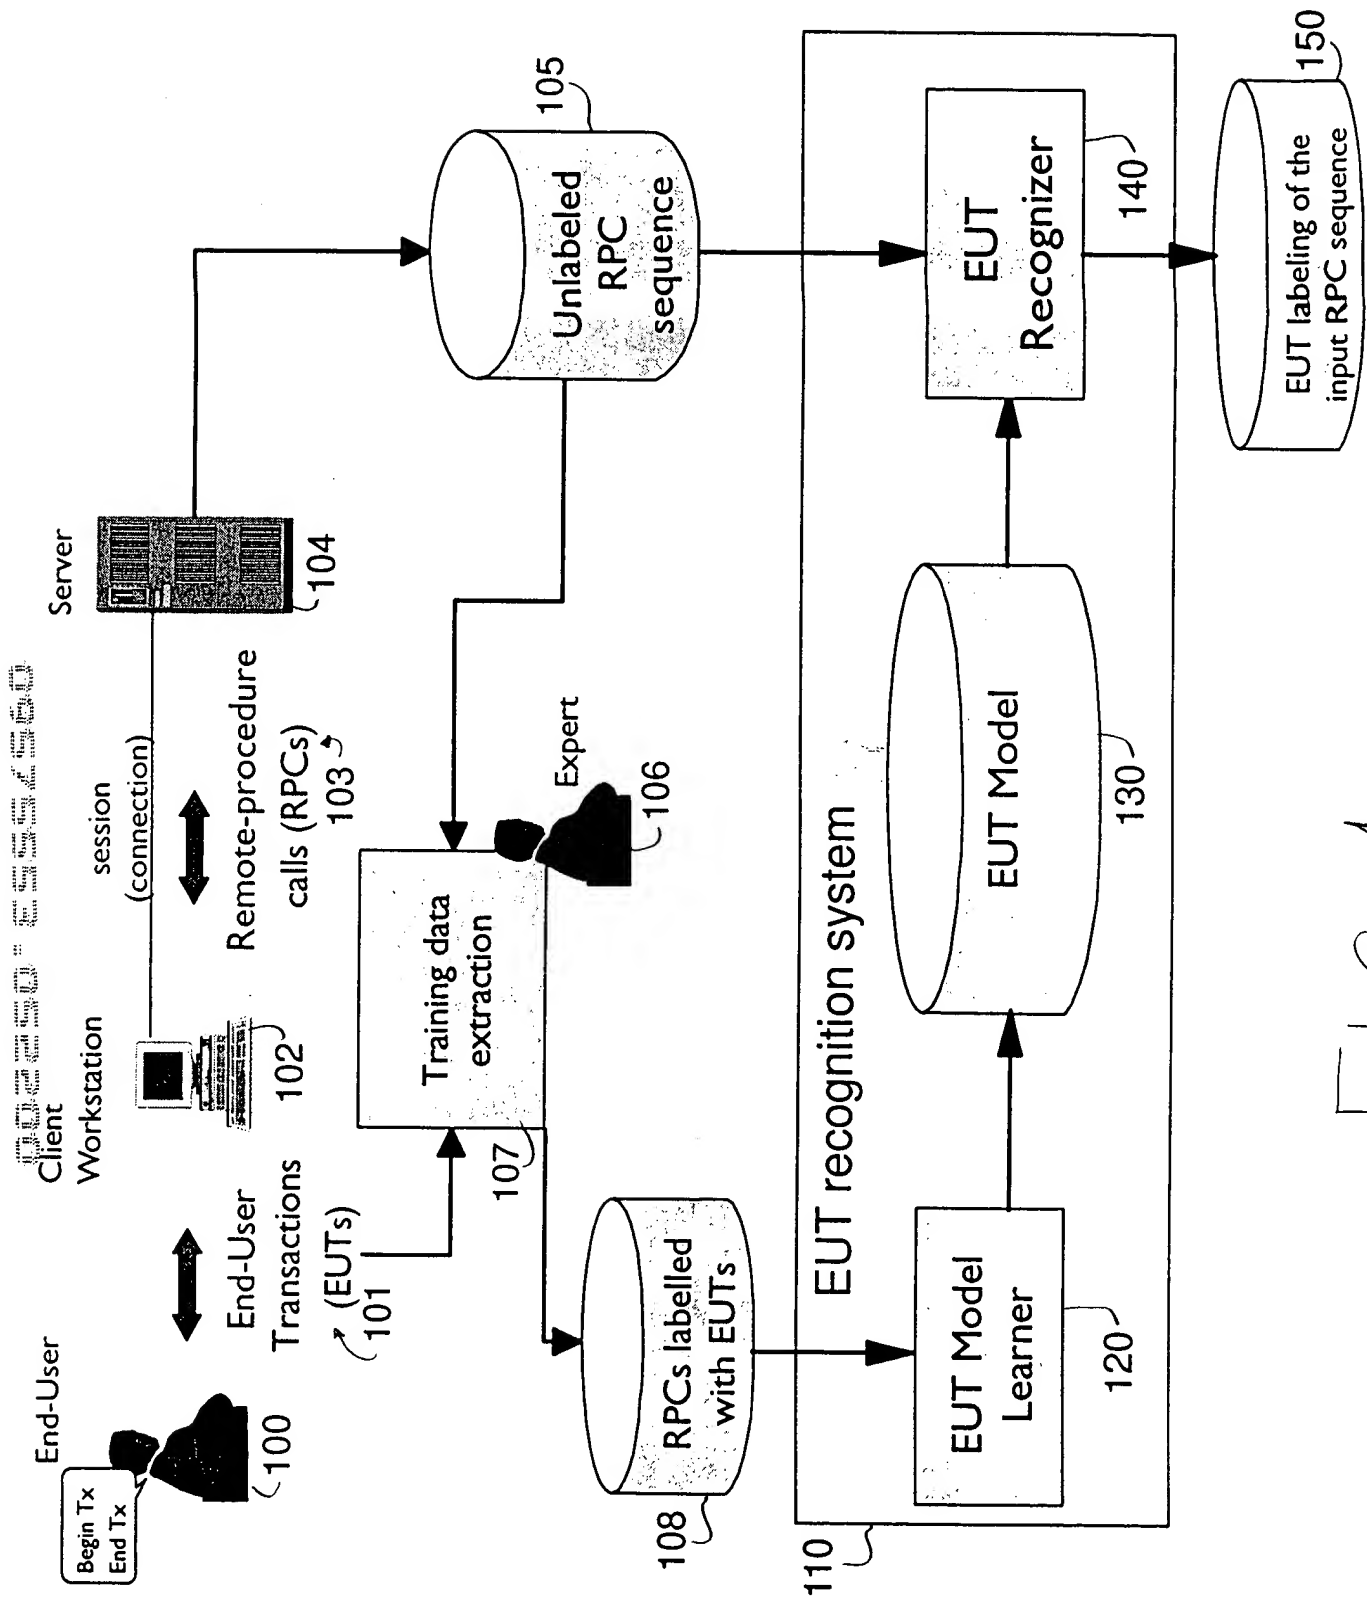 Begin Tx
End Tx
End-User
100
End-User
Transactions
(EUTs)
101
Client
Workstation
102
session
(connection)
Remote-procedure
calls (RPCs)
103
Server
104
Unlabeled
RPC
sequence
105
Training data
extraction
107
Expert
106
RPCs labelled
with EUTs
108
110
EUT recognition system
EUT Model
Learner
120
EUT Model
130
EUT
Recognizer
140
EUT labeling of the
input RPC sequence
150